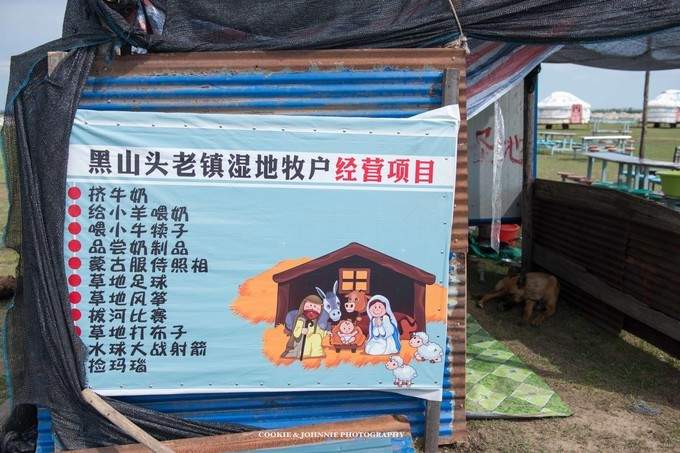 黑山头老镇湿地牧户经营项目
挤牛奶
给小羊喂奶
喂小牛犊子
品尝奶制品
蒙古服侍照相
草地足球
草地风筝
拔河比赛
草地打布子
水球大战射箭
捡玛瑙
COOKIE & JOHNNIE PHOTOGRAPHY